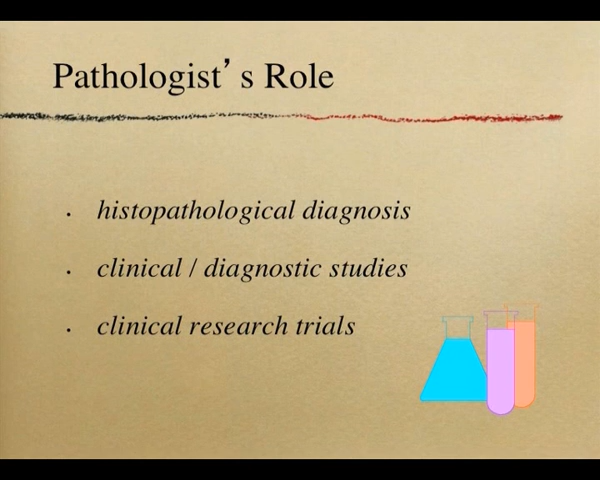 Pathologist’s Role
• histopathological diagnosis
• clinical / diagnostic studies
• clinical research trials